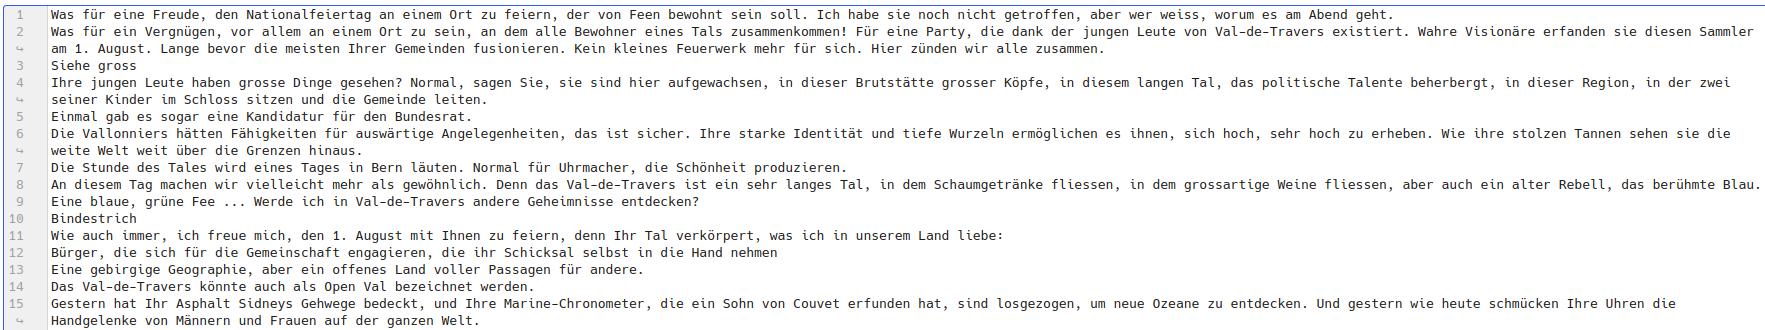 1 Was für eine Freude, den Nationalfeiertag an einem Ort zu feiern, der von Feen bewohnt sein soll. Ich habe sie noch nicht getroffen, aber wer weiss, worum es am Abend geht.
2 Was für ein Vergnügen, vor allem an einem Ort zu sein, an dem alle Bewohner eines Tals zusammenkommen! Für eine Party, die dank der jungen Leute von Val-de-Travers existiert. Wahre Visionäre erfanden sie diesen Sammler
↪ am 1. August. Lange bevor die meisten Ihrer Gemeinden fusionieren. Kein kleines Feuerwerk mehr für sich. Hier zünden wir alle zusammen.
3 Siehe gross
4 Ihre jungen Leute haben grosse Dinge gesehen? Normal, sagen Sie, sie sind hier aufgewachsen, in dieser Brutstätte grosser Köpfe, in diesem langen Tal, das politische Talente beherbergt, in dieser Region, in der zwei
↪ seiner Kinder im Schloss sitzen und die Gemeinde leiten.
5 Einmal gab es sogar eine Kandidatur für den Bundesrat.
6 Die Vallonniers hätten Fähigkeiten für auswärtige Angelegenheiten, das ist sicher. Ihre starke Identität und tiefe Wurzeln ermöglichen es ihnen, sich hoch, sehr hoch zu erheben. Wie ihre stolzen Tannen sehen sie die
↪ weite Welt weit über die Grenzen hinaus.
7 Die Stunde des Tales wird eines Tages in Bern läuten. Normal für Uhrmacher, die Schönheit produzieren.
8 An diesem Tag machen wir vielleicht mehr als gewöhnlich. Denn das Val-de-Travers ist ein sehr langes Tal, in dem Schaumgetränke fliessen, in dem grossartige Weine fliessen, aber auch ein alter Rebell, das berühmte Blau.
9 Eine blaue, grüne Fee ... Werde ich in Val-de-Travers andere Geheimnisse entdecken?
10 Bindestrich
11 Wie auch immer, ich freue mich, den 1. August mit Ihnen zu feiern, denn Ihr Tal verkörpert, was ich in unserem Land liebe:
12 Bürger, die sich für die Gemeinschaft engagieren, die ihr Schicksal selbst in die Hand nehmen
13 Eine gebirgige Geographie, aber ein offenes Land voller Passagen für andere.
14 Das Val-de-Travers könnte auch als Open Val bezeichnet werden.
15 Gestern hat Ihr Asphalt Sidneys Gehwege bedeckt, und Ihre Marine-Chronometer, die ein Sohn von Couvet erfunden hat, sind losgezogen, um neue Ozeane zu entdecken. Und gestern wie heute schmücken Ihre Uhren die
↪ Handgelenke von Männern und Frauen auf der ganzen Welt.